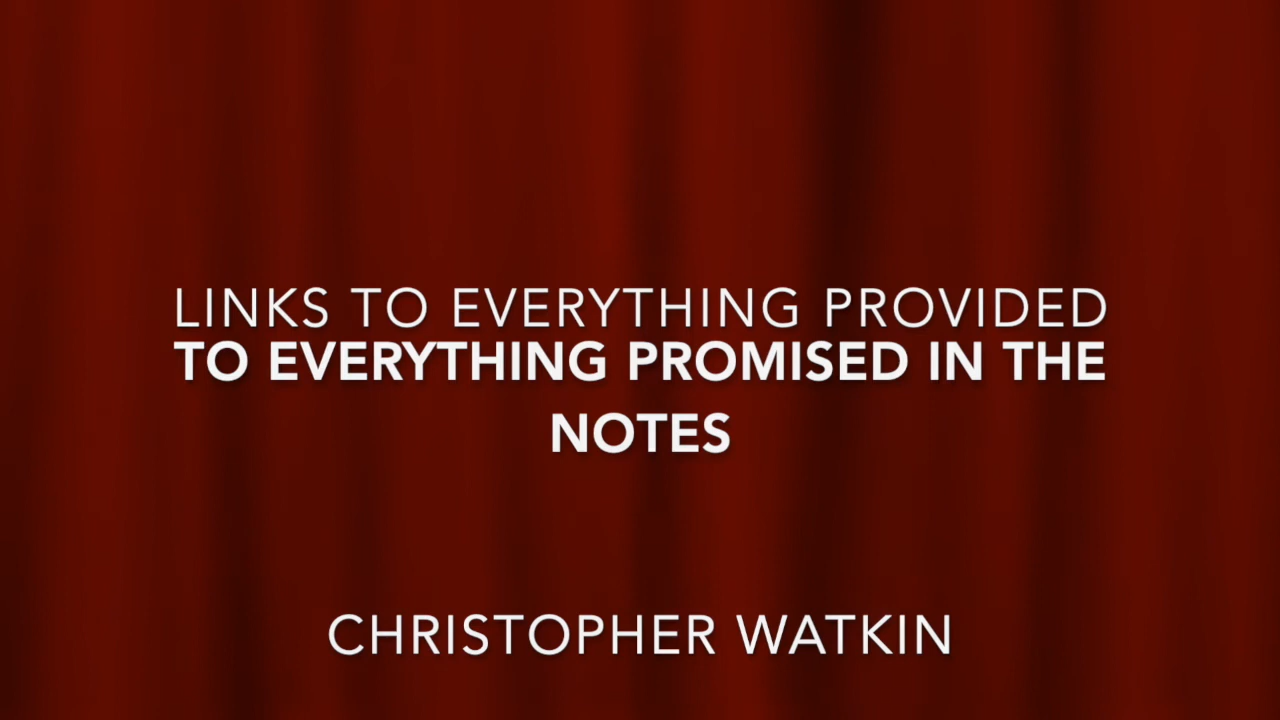 LINKS TO EVERYTHING PROVIDED
TO EVERYTHING PROMISED IN THE
NOTES
CHRISTOPHER WATKIN